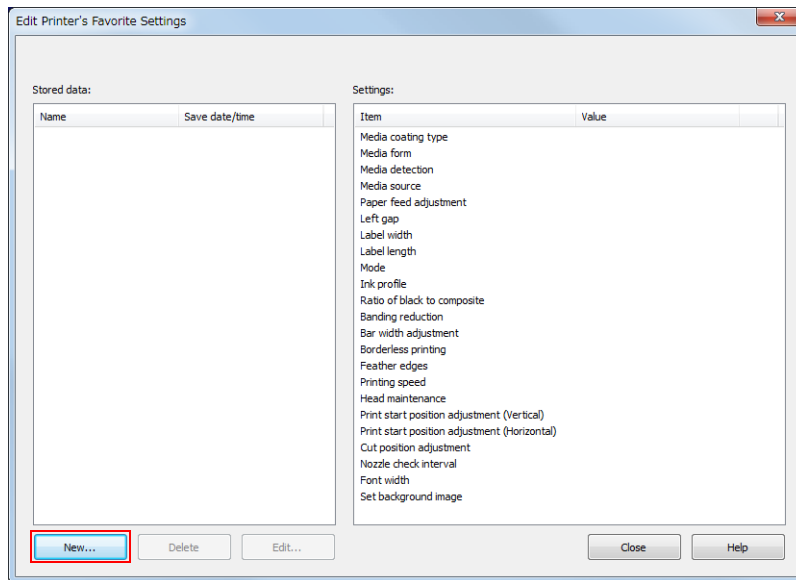 Edit Printer's Favorite Settings
Stored data:
Settings:
Name Save date/time
Item Value
Media coating type
Media form
Media detection
Media source
Paper feed adjustment
Left gap
Label width
Label length
Mode
Ink profile
Ratio of black to composite
Banding reduction
Bar width adjustment
Borderless printing
Feather edges
Printing speed
Head maintenance
Print start position adjustment (Vertical)
Print start position adjustment (Horizontal)
Cut position adjustment
Nozzle check interval
Font width
Set background image
New... Delete Edit... Close Help